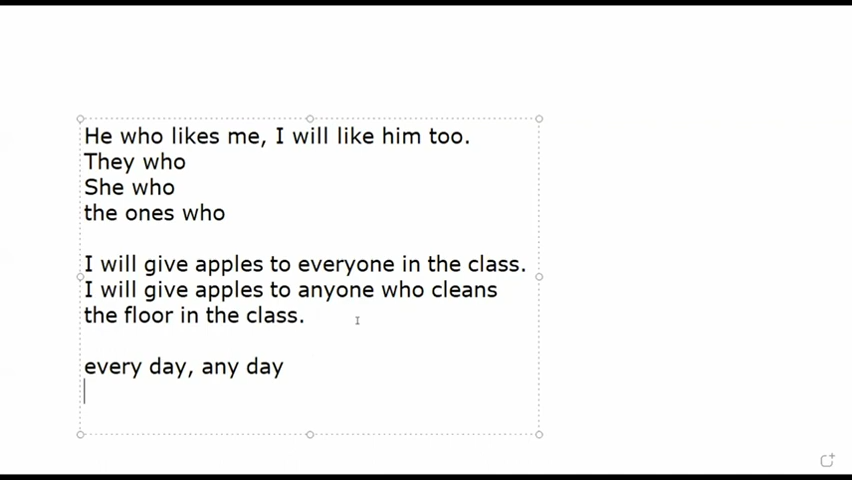 He who likes me, I will like him too.
They who
She who
the ones who
I will give apples to everyone in the class.
I will give apples to anyone who cleans
the floor in the class.
every day, any day